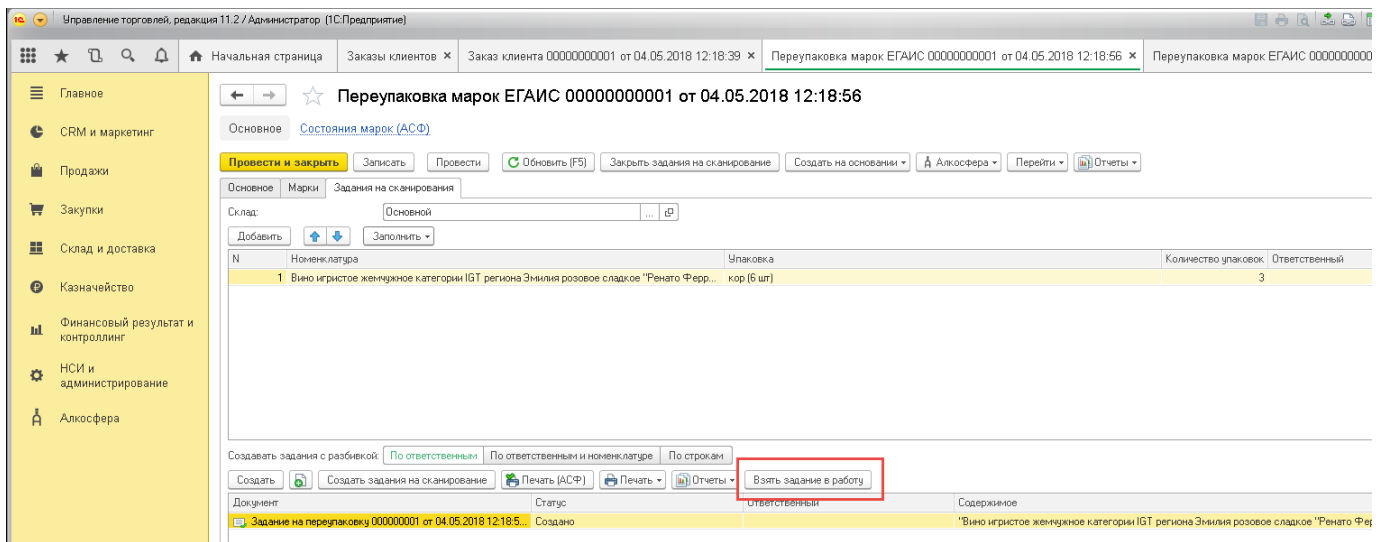 1С Управление торговлей, редакция 11.2 / Администратор (1С:Предприятие)
Начальная страница Заказы клиентов × Заказ клиента 00000000001 от 04.05.2018 12:18:39 × Переупаковка марок ЕГАИС 00000000001 от 04.05.2018 12:18:56 × Переупаковка марок ЕГАИС 0000000000
Главное
CRM и маркетинг
Продажи
Закупки
Склад и доставка
Казначейство
Финансовый результат и
контроллинг
НСИ и
администрирование
Алкосфера
Переупаковка марок ЕГАИС 00000000001 от 04.05.2018 12:18:56
Основное Состояния марок (АСФ)
Провести и закрыть Записать Провести Обновить (F5) Закрыть задания на сканирование Создать на основании Алкосфера Перейти Отчеты
Основное Марки Задания на сканирования
Склад: Основной ...
Добавить Заполнить
N Номенклатура Упаковка Количество упаковок Ответственный
1 Вино игристое жемчужное категории IGT региона Эмилия розовое сладкое "Ренато Ферр... кор (6 шт) 3
Создавать задания с разбивкой: По ответственным По ответственным и номенклатуре По строкам
Создать Создать задания на сканирование Печать (АСФ) Печать Отчеты Взять задание в работу
Документ Статус Ответственный Содержимое
Задание на переупаковку 000000001 от 04.05.2018 12:18:5... Создано "Вино игристое жемчужное категории IGT региона Эмилия розовое сладкое "Ренато Фер